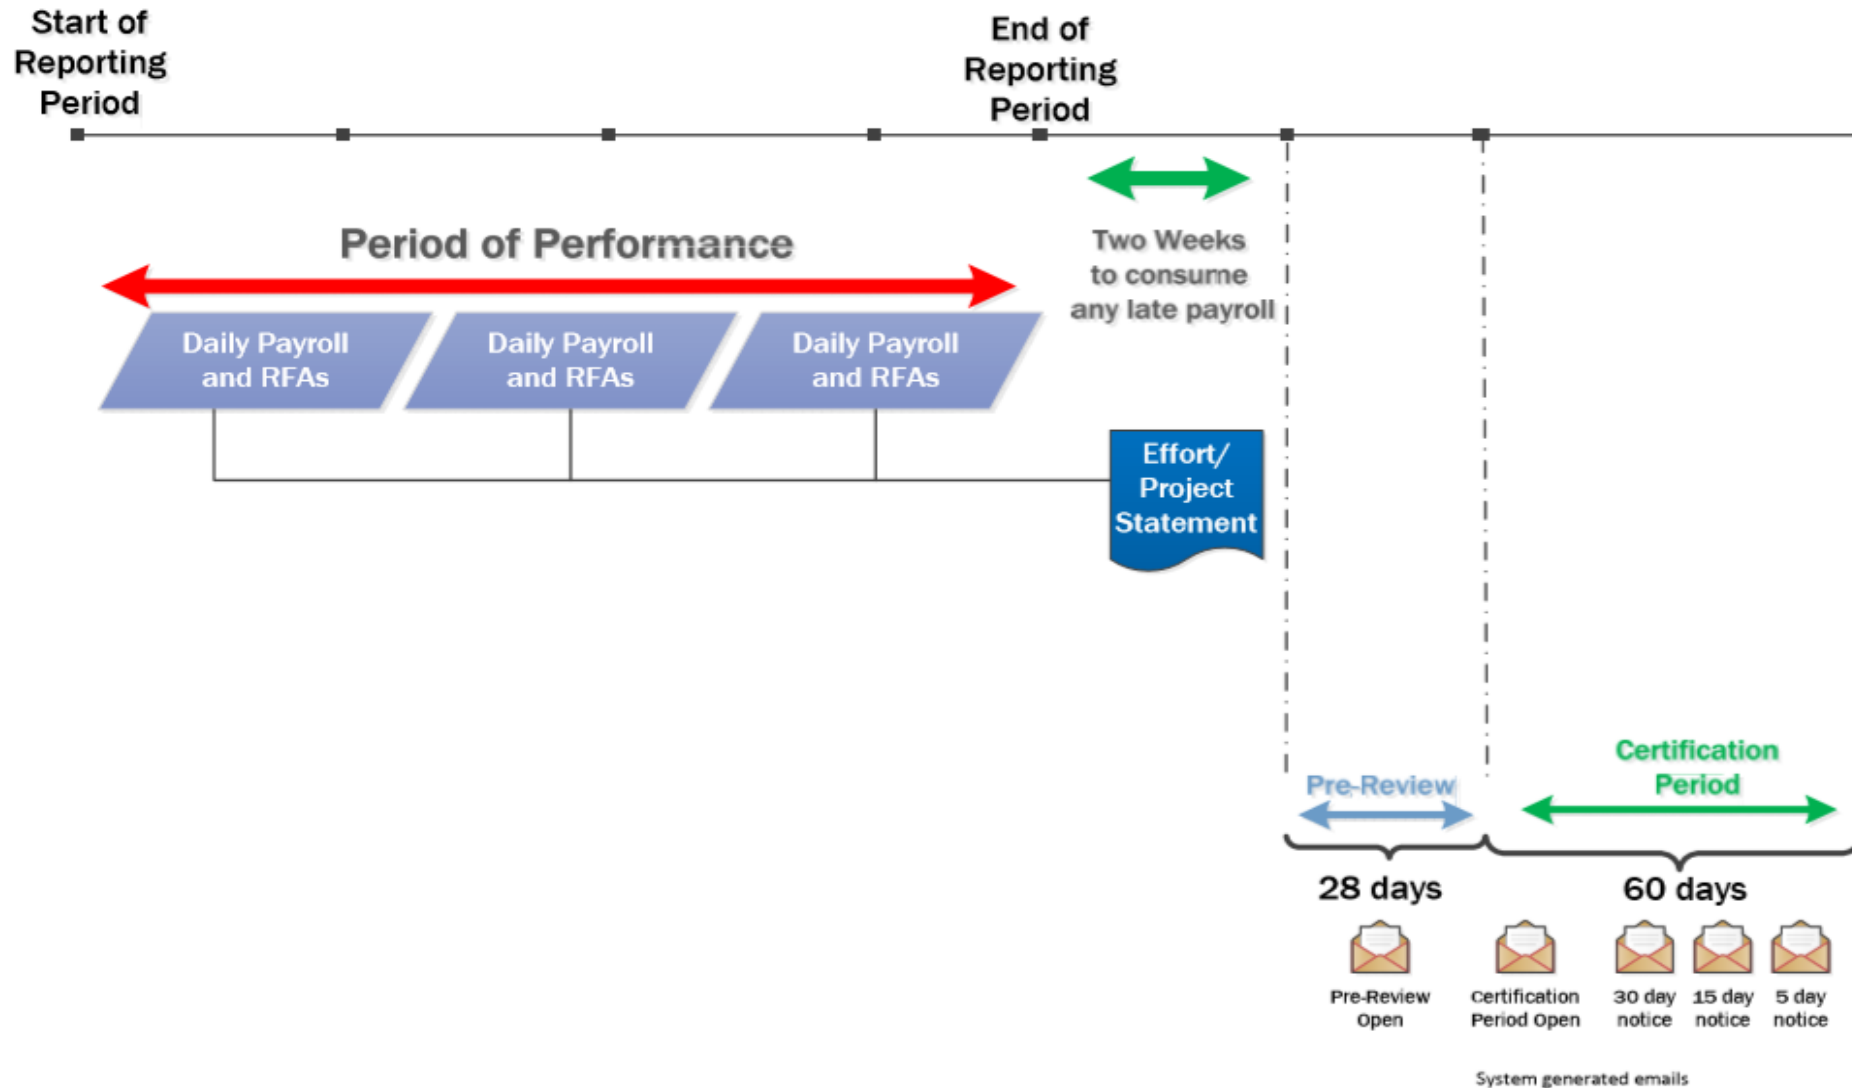 Start of
Reporting
Period
End of
Reporting
Period
Period of Performance
Two Weeks
to consume
any late payroll
Daily Payroll
and RFAs
Daily Payroll
and RFAs
Daily Payroll
and RFAs
Effort/
Project
Statement
Pre-Review
Certification
Period
28 days
60 days
Pre-Review
Open
Certification
Period Open
30 day
notice
15 day
notice
5 day
notice
System generated emails